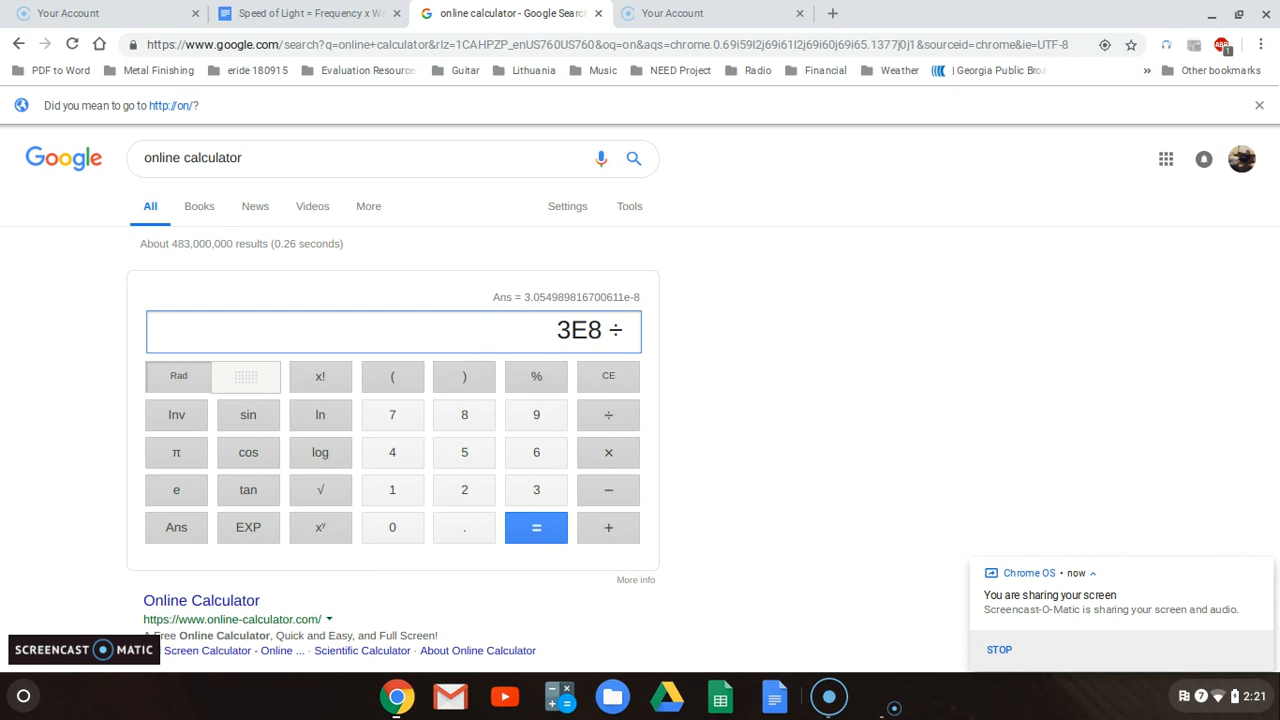 Your Account
Speed of Light = Frequency x We
online calculator - Google Search
Your Account
https://www.google.com/search?q=online+calculator&rlz=1CAHPZP_enUS760US760&oq=on&aqs=chrome.0.69i59l2j69i61l2j69i60j69i65.1377j0j1&sourceid=chrome&ie=UTF-8
PDF to Word
Metal Finishing
eride 180915
Evaluation Resourc
Guitar
Lithuania
Music
NEED Project
Radio
Financial
Weather
| Georgia Public Bro
»
Other bookmarks
Did you mean to go to http://on/?
Google
online calculator
All
Books
News
Videos
More
Settings
Tools
About 483,000,000 results (0.26 seconds)
Ans = 3.054989816700611e-8
3E8 ÷
Rad
x!
(
)
%
CE
Inv
sin
ln
7
8
9
÷
π
cos
log
4
5
6
×
e
tan
√
1
2
3
−
Ans
EXP
xʸ
0
.
=
+
More info
Online Calculator
https://www.online-calculator.com/
A Free Online Calculator, Quick and Easy, and Full Screen!
Screen Calculator - Online ... · Scientific Calculator · About Online Calculator
SCREENCAST MATIC
Chrome OS • now
You are sharing your screen
Screencast-O-Matic is sharing your screen and audio.
STOP
7
2:21